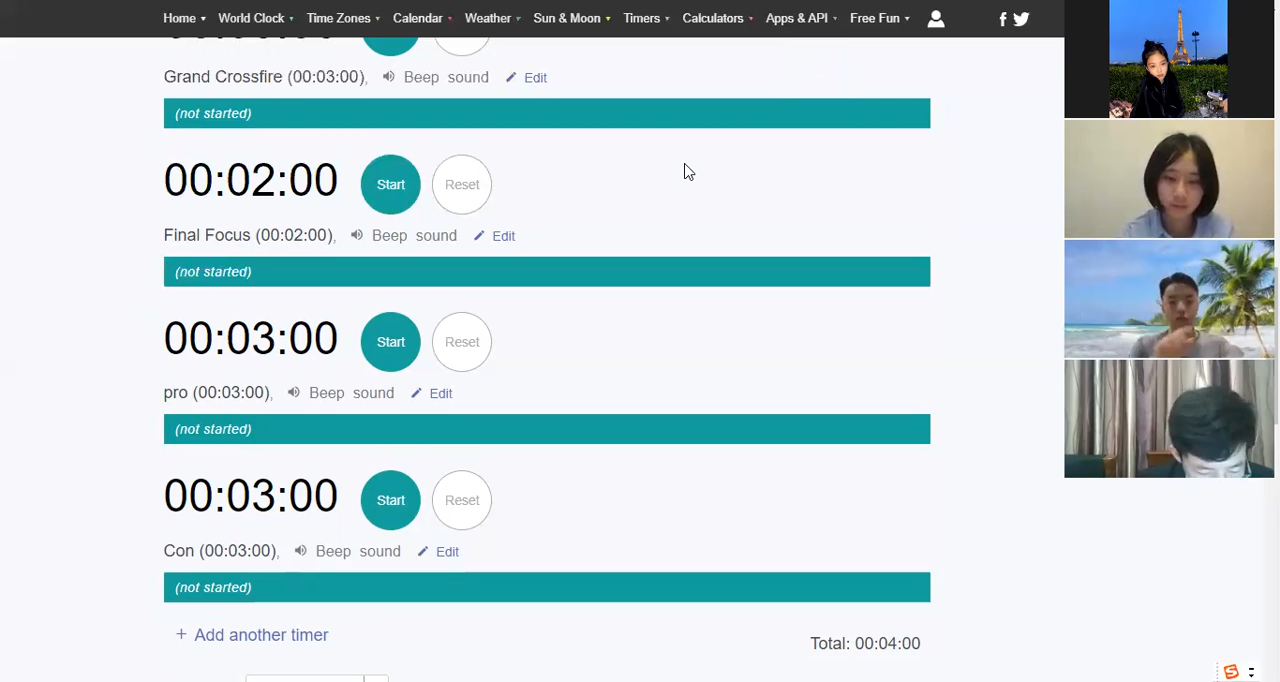 Home World Clock Time Zones Calendar Weather Sun & Moon Timers Calculators Apps & API Free Fun
Grand Crossfire (00:03:00), Beep sound Edit
(not started)
00:02:00 Start Reset
Final Focus (00:02:00), Beep sound Edit
(not started)
00:03:00 Start Reset
pro (00:03:00), Beep sound Edit
(not started)
00:03:00 Start Reset
Con (00:03:00), Beep sound Edit
(not started)
+ Add another timer
Total: 00:04:00